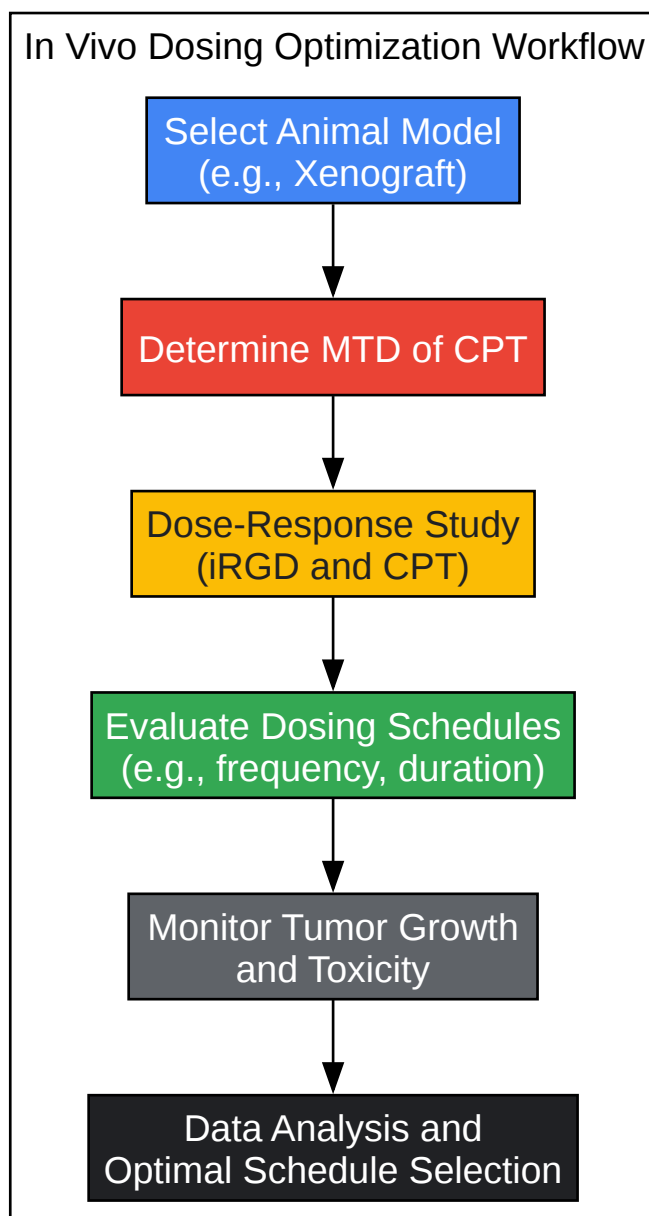 In Vivo Dosing Optimization Workflow
Select Animal Model
(e.g., Xenograft)
Determine MTD of CPT
Dose-Response Study
(iRGD and CPT)
Evaluate Dosing Schedules
(e.g., frequency, duration)
Monitor Tumor Growth
and Toxicity
Data Analysis and
Optimal Schedule Selection